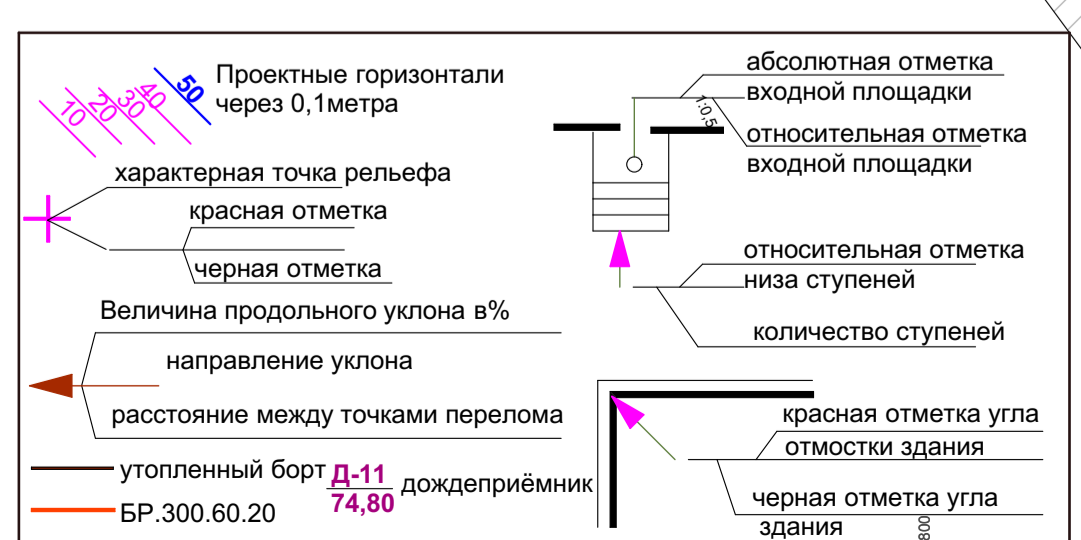 10
20
30
40
50
Проектные горизонтали
через 0,1метра
характерная точка рельефа
красная отметка
черная отметка
Величина продольного уклона в%
направление уклона
расстояние между точками перелома
утопленный борт
Д-11
74,80
дождеприёмник
БР.300.60.20
абсолютная отметка
входной площадки
1:0,5
относительная отметка
входной площадки
относительная отметка
низа ступеней
количество ступеней
красная отметка угла
отмостки здания
черная отметка угла
здания
800